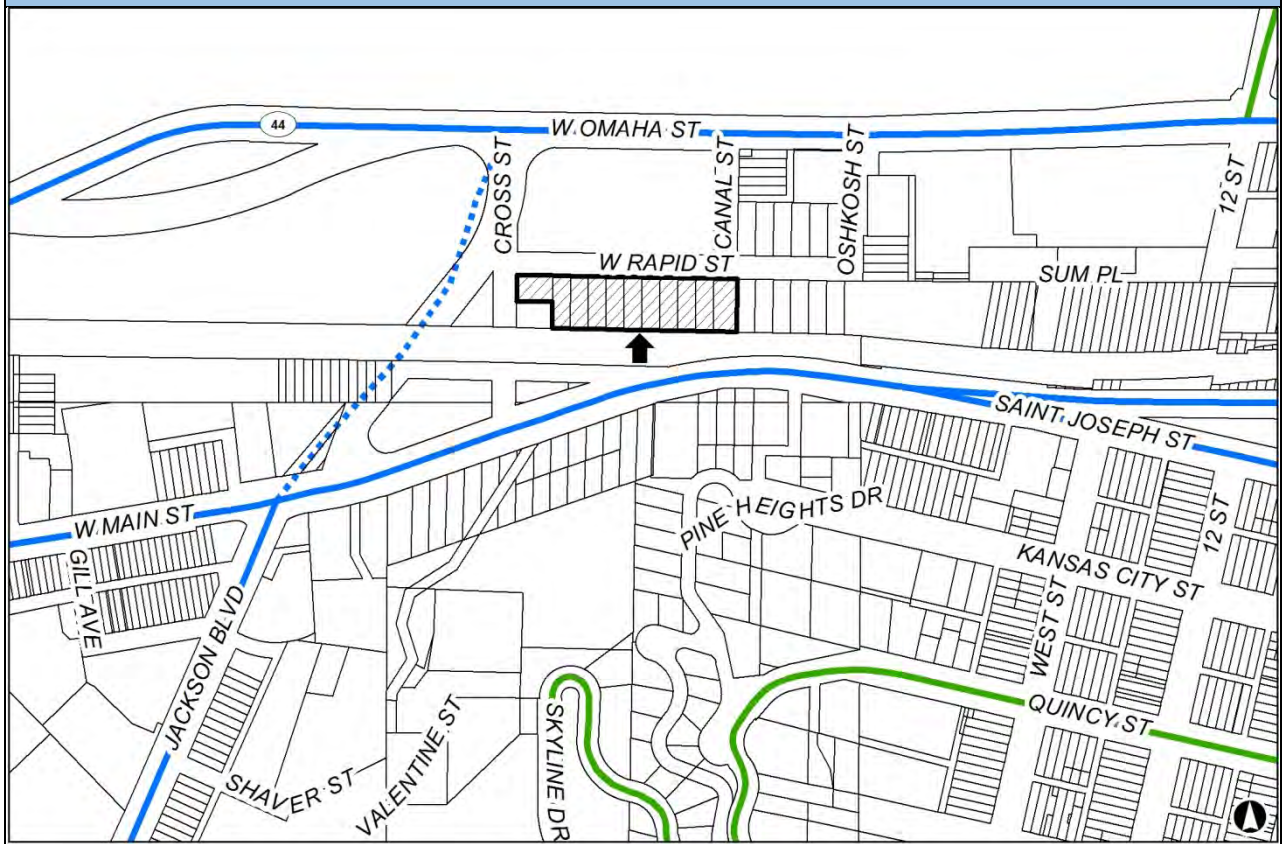 44
W OMAHA ST
CROSS ST
CANAL ST
OSHKOSH ST
12 ST
W RAPID ST
SUM PL
SAINT JOSEPH ST
W MAIN ST
GILL AVE
JACKSON BLVD
PINE HEIGHTS DR
KANSAS CITY ST
12 ST
WEST ST
QUINCY ST
SKYLINE DR
VALENTINE ST
SHAVER ST